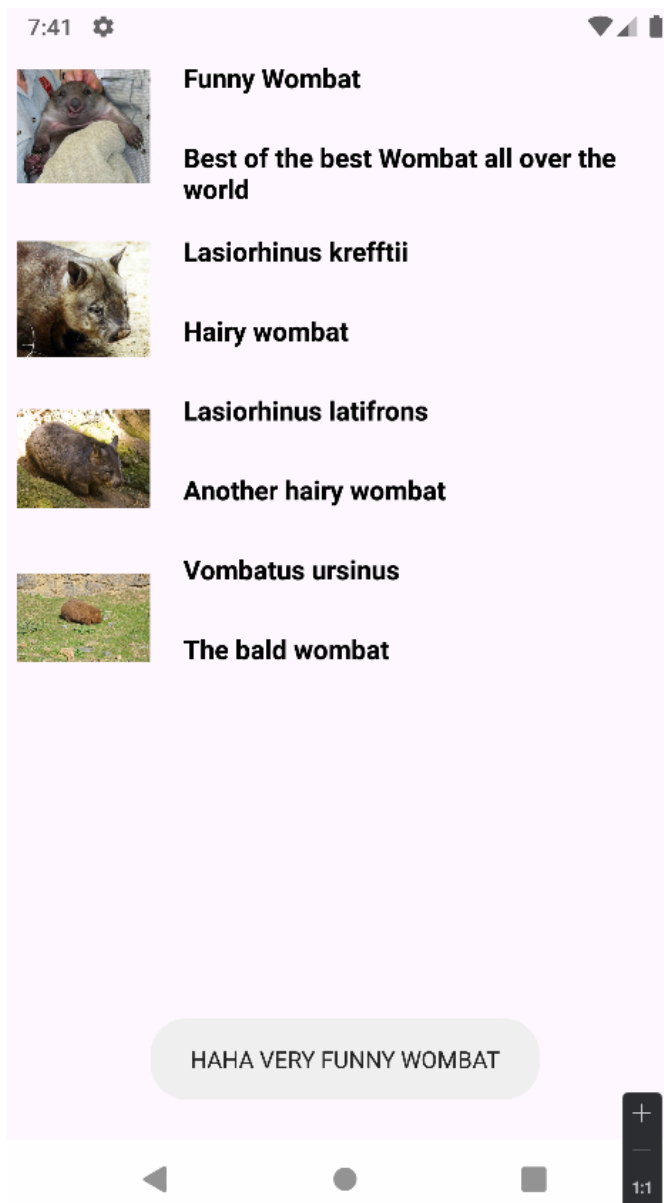 7:41
Funny Wombat
Best of the best Wombat all over the
world
Lasiorhinus krefftii
Hairy wombat
Lasiorhinus latifrons
Another hairy wombat
Vombatus ursinus
The bald wombat
HAHA VERY FUNNY WOMBAT
1:1